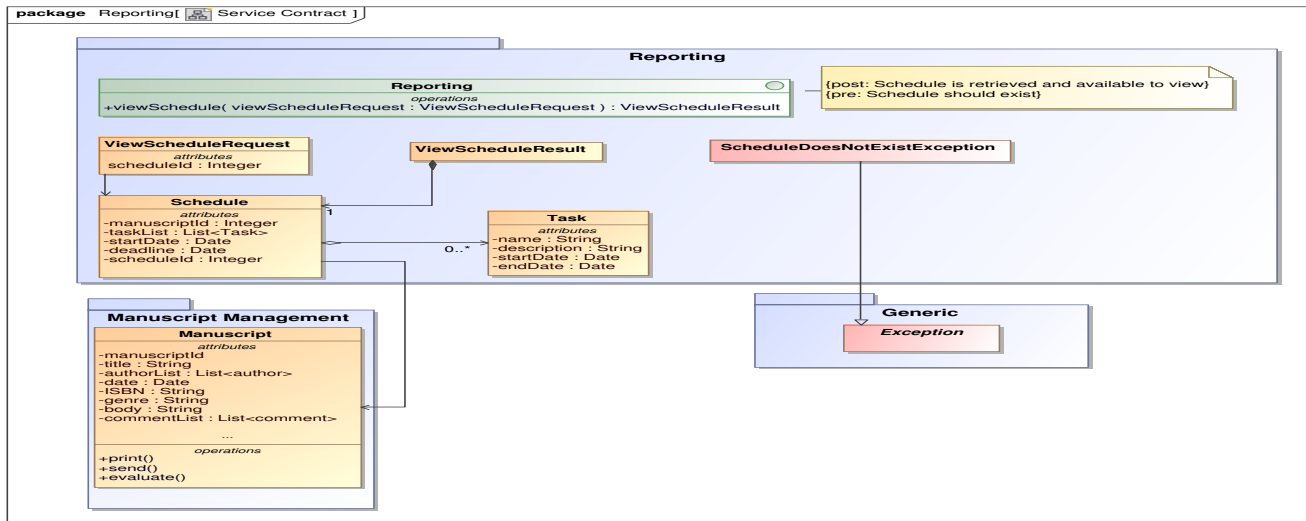 package Reporting[ Service Contract ]
Reporting
Reporting
operations
+viewSchedule( viewScheduleRequest : ViewScheduleRequest ) : ViewScheduleResult
{post: Schedule is retrieved and available to view}
{pre: Schedule should exist}
ViewScheduleRequest
attributes
scheduleId : Integer
ViewScheduleResult
ScheduleDoesNotExistException
Schedule
attributes
-manuscriptId : Integer
-taskList : List<Task>
-startDate : Date
-deadline : Date
-scheduleId : Integer
1
0..*
Task
attributes
-name : String
-description : String
-startDate : Date
-endDate : Date
Manuscript Management
Manuscript
attributes
-manuscriptId
-title : String
-authorList : List<author>
-date : Date
-ISBN : String
-genre : String
-body : String
-commentList : List<comment>
...
operations
+print()
+send()
+evaluate()
Generic
Exception